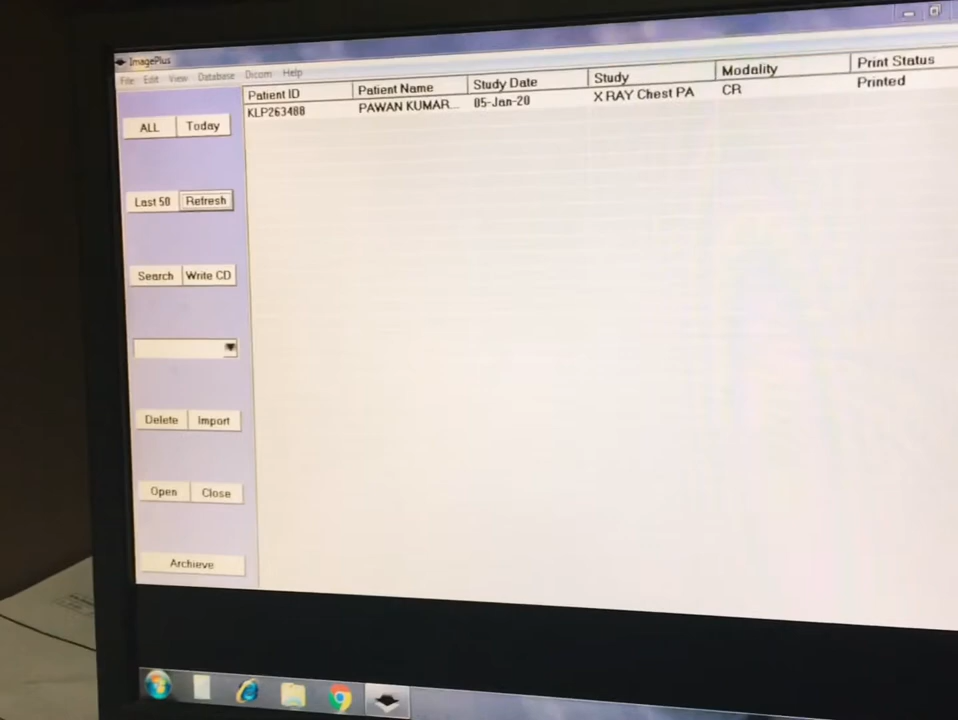 ImagePlus
File Edit View Database Dicom Help
Patient ID Patient Name Study Date Study Modality Print Status
KLP263488 PAWAN KUMAR... 05-Jan-20 X RAY Chest PA CR Printed
ALL Today
Last 50 Refresh
Search Write CD
Delete Import
Open Close
Archieve